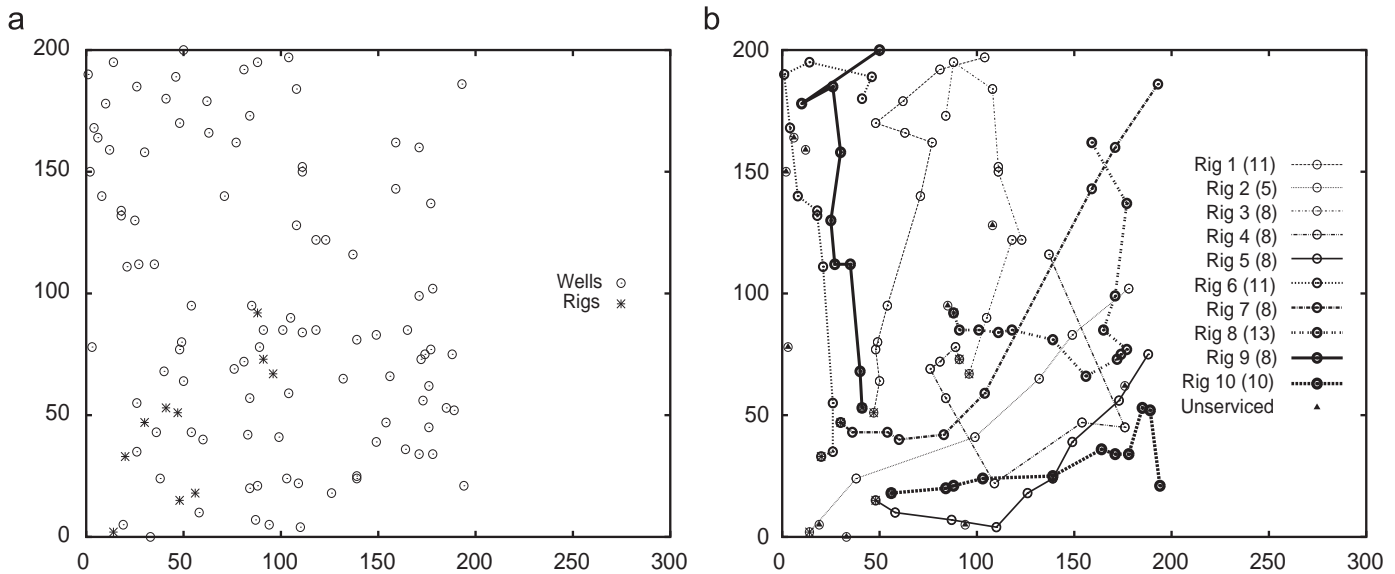 a
200
150
100
50
0
0 50 100 150 200 250 300
Wells
Rigs
b
200
150
100
50
0
0 50 100 150 200 250 300
Rig 1 (11)
Rig 2 (5)
Rig 3 (8)
Rig 4 (8)
Rig 5 (8)
Rig 6 (11)
Rig 7 (8)
Rig 8 (13)
Rig 9 (8)
Rig 10 (10)
Unserviced